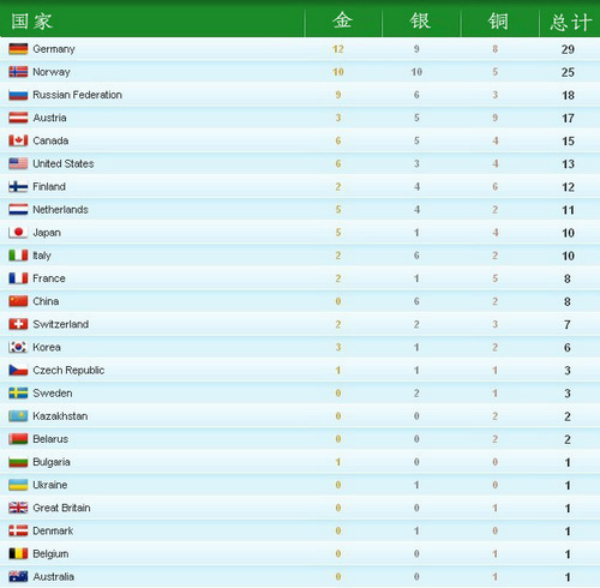 国家 金 银 铜 总计
Germany 12 9 8 29
Norway 10 10 5 25
Russian Federation 9 6 3 18
Austria 3 5 9 17
Canada 6 5 4 15
United States 6 3 4 13
Finland 2 4 6 12
Netherlands 5 4 2 11
Japan 5 1 4 10
Italy 2 6 2 10
France 2 1 5 8
China 0 6 2 8
Switzerland 2 2 3 7
Korea 3 1 2 6
Czech Republic 1 1 1 3
Sweden 0 2 1 3
Kazakhstan 0 0 2 2
Belarus 0 0 2 2
Bulgaria 1 0 0 1
Ukraine 0 1 0 1
Great Britain 0 0 1 1
Denmark 0 1 0 1
Belgium 0 0 1 1
Australia 0 0 1 1